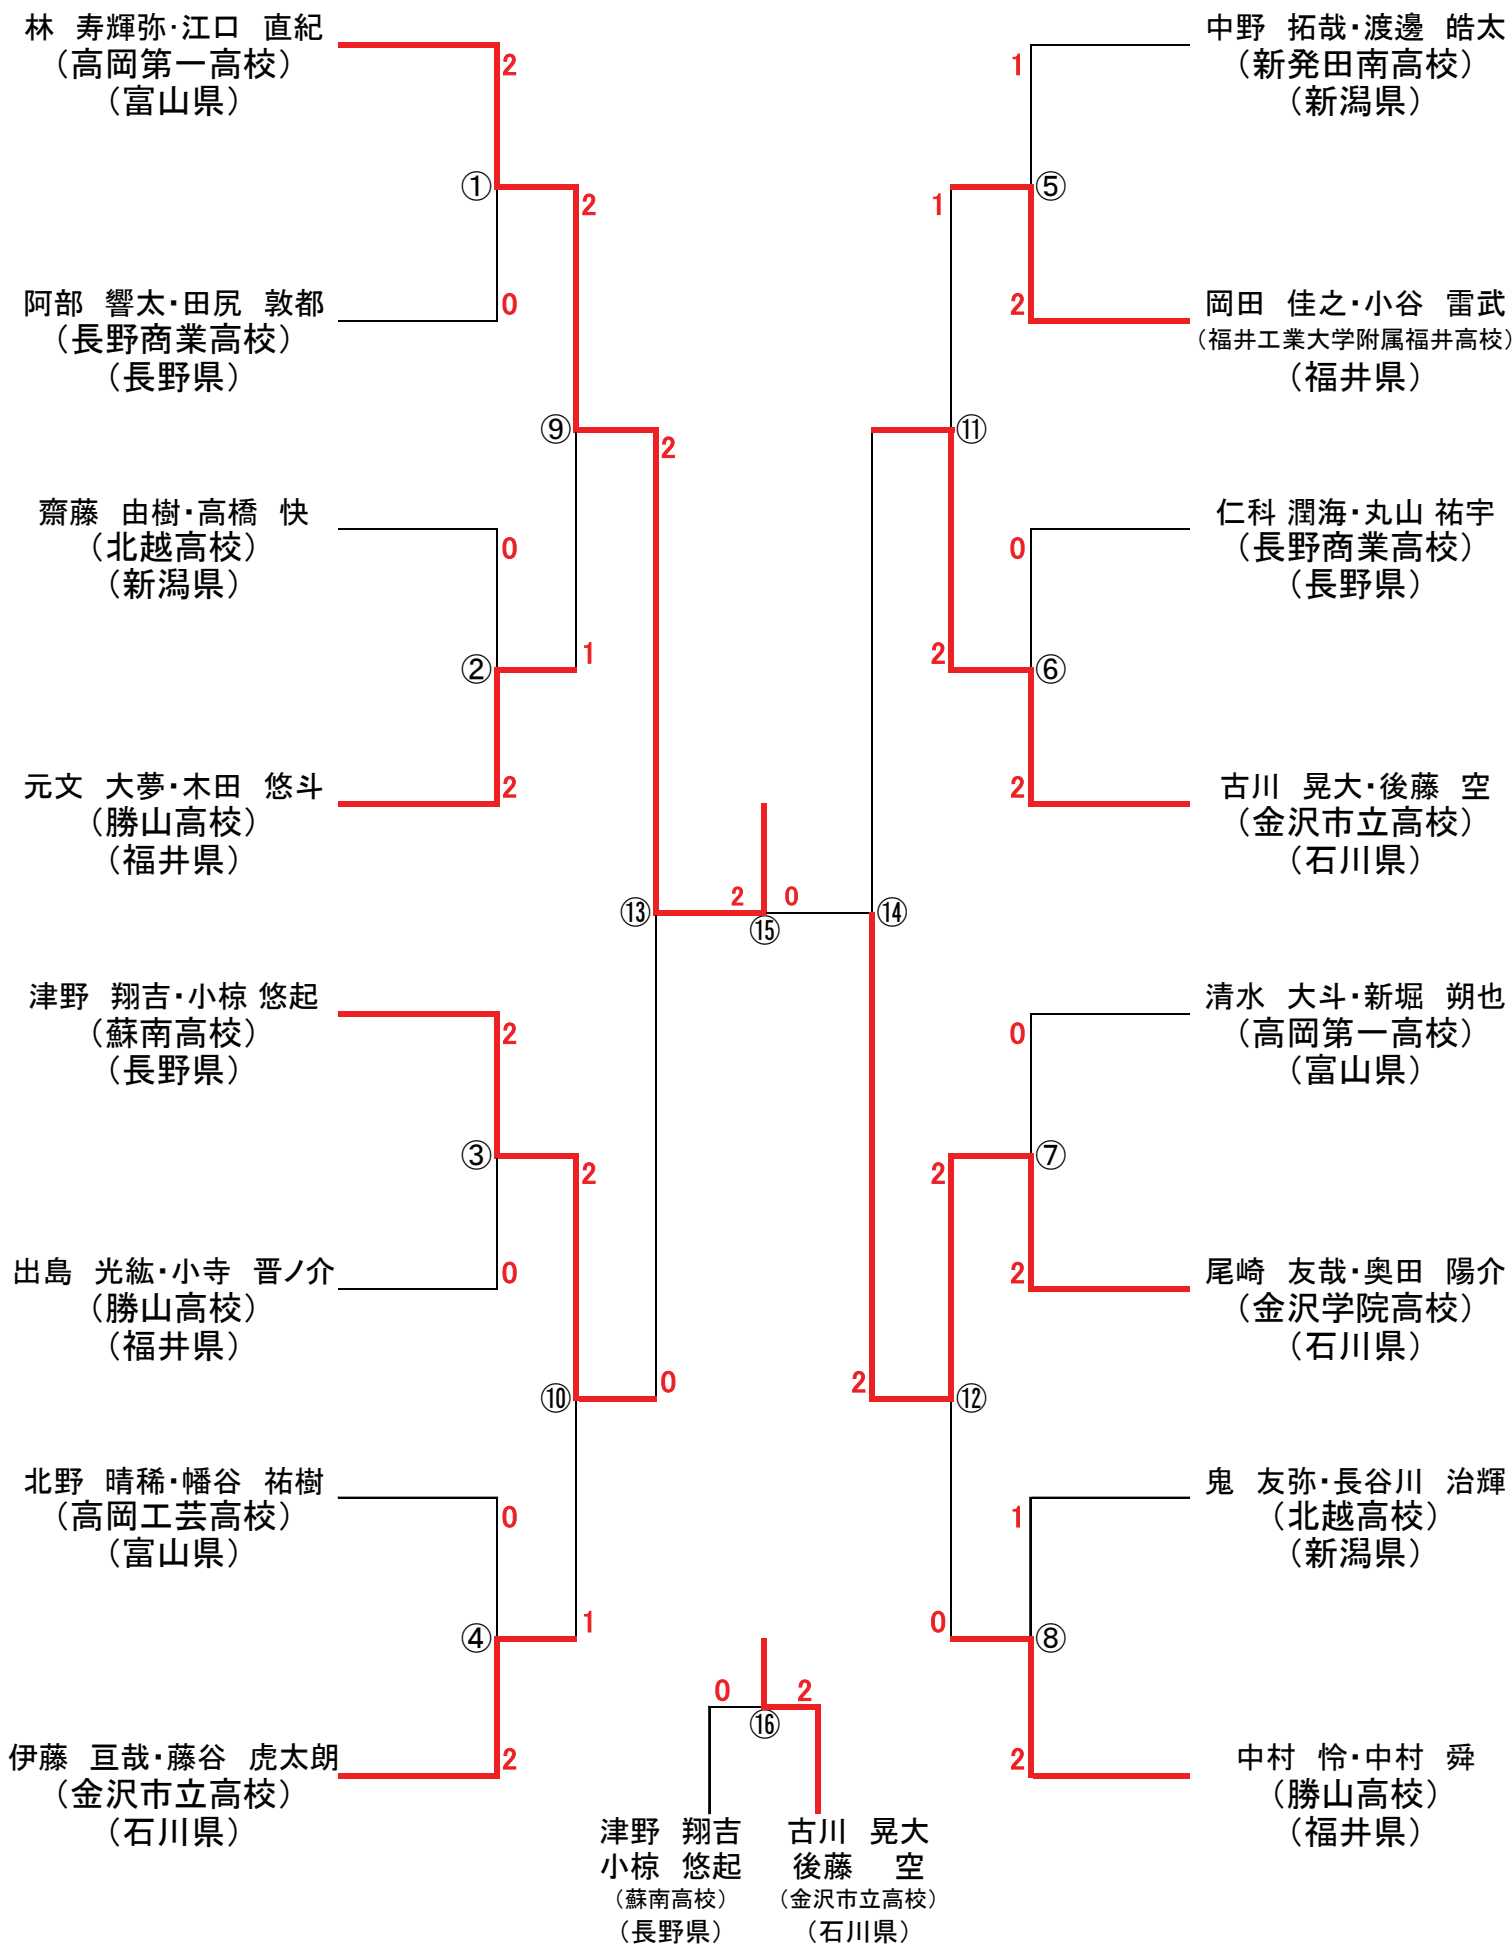 林 寿輝弥・江口 直紀
（高岡第一高校）
（富山県）
2
①
2
0
阿部 響太・田尻 敦都
（長野商業高校）
（長野県）
⑨
2
齋藤 由樹・高橋 快
（北越高校）
（新潟県）
0
②
1
2
元文 大夢・木田 悠斗
（勝山高校）
（福井県）
⑬
津野 翔吉・小椋 悠起
（蘇南高校）
（長野県）
2
③
2
0
出島 光紘・小寺 晋ノ介
（勝山高校）
（福井県）
⑩
0
北野 晴稀・幡谷 祐樹
（高岡工芸高校）
（富山県）
0
④
1
2
伊藤 亘哉・藤谷 虎太朗
（金沢市立高校）
（石川県）
2
0
⑮
中野 拓哉・渡邊 皓太
（新発田南高校）
（新潟県）
1
1
⑤
2
岡田 佳之・小谷 雷武
（福井工業大学附属福井高校）
（福井県）
⑪
仁科 潤海・丸山 祐宇
（長野商業高校）
（長野県）
0
2
⑥
2
古川 晃大・後藤 空
（金沢市立高校）
（石川県）
⑭
清水 大斗・新堀 朔也
（高岡第一高校）
（富山県）
0
2
⑦
2
尾崎 友哉・奥田 陽介
（金沢学院高校）
（石川県）
2
⑫
鬼 友弥・長谷川 治輝
（北越高校）
（新潟県）
1
0
⑧
2
中村 怜・中村 舜
（勝山高校）
（福井県）
0
2
⑯
津野 翔吉
小椋 悠起
（蘇南高校）
（長野県）
古川 晃大
後藤 空
（金沢市立高校）
（石川県）